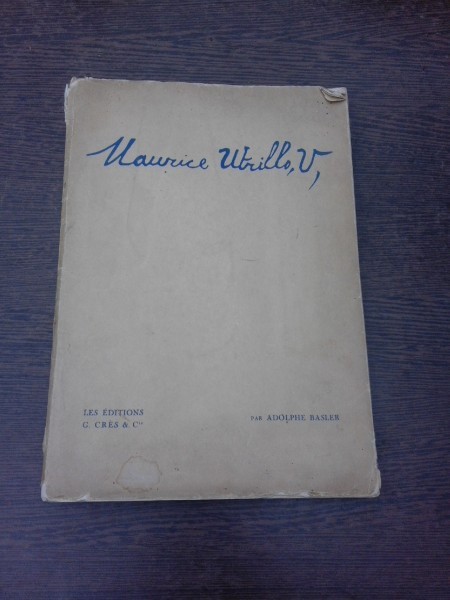 Maurice Utrillo, V,
LES ÉDITIONS
G. CRÈS & Cie
PAR ADOLPHE BASLER